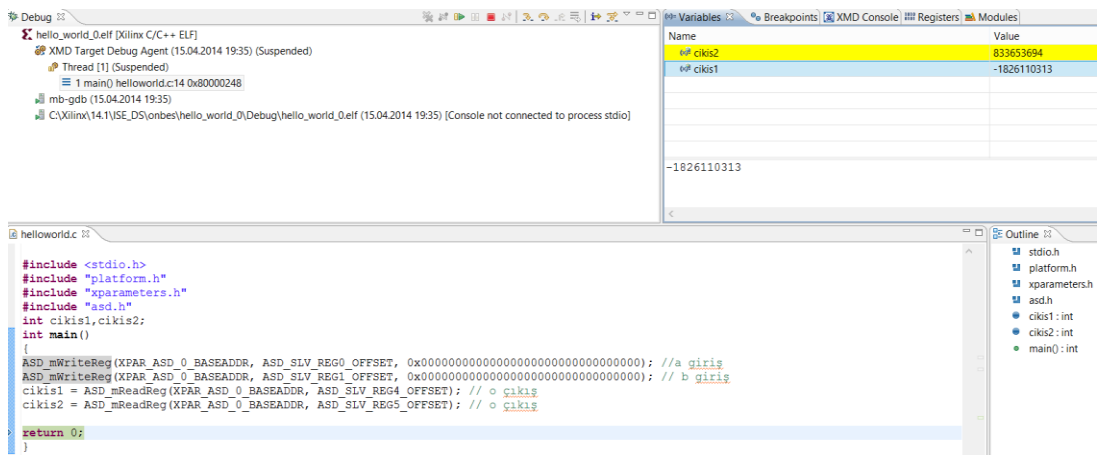 Debug
hello_world_0.elf [Xilinx C/C++ ELF]
XMD Target Debug Agent (15.04.2014 19:35) (Suspended)
Thread [1] (Suspended)
1 main() helloworld.c:14 0x80000248
mb-gdb (15.04.2014 19:35)
C:\Xilinx\14.1\ISE_DS\onbes\hello_world_0\Debug\hello_world_0.elf (15.04.2014 19:35) [Console not connected to process stdio]
Variables Breakpoints XMD Console Registers Modules
Name Value
cikis2 833653694
cikis1 -1826110313
-1826110313
helloworld.c
#include <stdio.h>
#include "platform.h"
#include "xparameters.h"
#include "asd.h"
int cikis1,cikis2;
int main()
{
ASD_mWriteReg(XPAR_ASD_0_BASEADDR, ASD_SLV_REG0_OFFSET, 0x00000000000000000000000000000000); //a giriş
ASD_mWriteReg(XPAR_ASD_0_BASEADDR, ASD_SLV_REG1_OFFSET, 0x00000000000000000000000000000000); // b giriş
cikis1 = ASD_mReadReg(XPAR_ASD_0_BASEADDR, ASD_SLV_REG4_OFFSET); // o çıkış
cikis2 = ASD_mReadReg(XPAR_ASD_0_BASEADDR, ASD_SLV_REG5_OFFSET); // o çıkış
return 0;
}
Outline
stdio.h
platform.h
xparameters.h
asd.h
cikis1 : int
cikis2 : int
main() : int